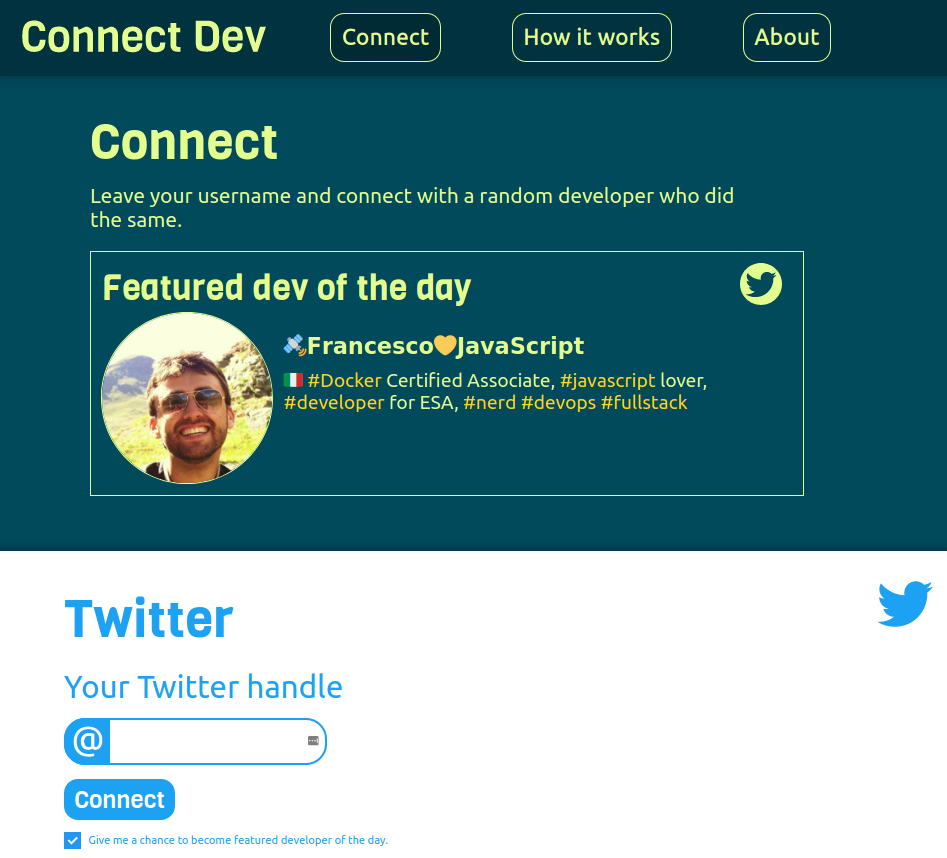 Connect Dev
Connect
How it works
About
Connect
Leave your username and connect with a random developer who did
the same.
Featured dev of the day
🛰️Francesco💛JavaScript
🇮🇹 #Docker Certified Associate, #javascript lover,
#developer for ESA, #nerd #devops #fullstack
Twitter
Your Twitter handle
@
Connect
Give me a chance to become featured developer of the day.